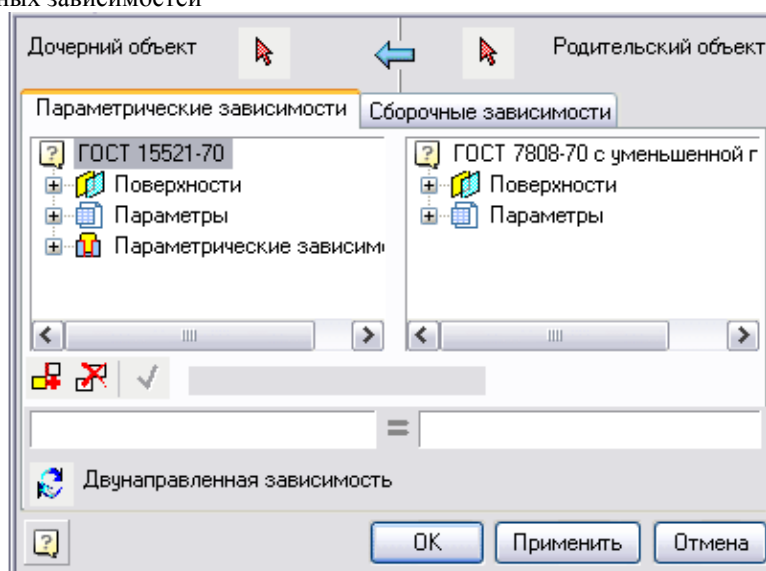 ных зависимостей
Дочерний объект
Родительский объект
Параметрические зависимости
Сборочные зависимости
ГОСТ 15521-70
Поверхности
Параметры
Параметрические зависим
ГОСТ 7808-70 с уменьшенной г
Поверхности
Параметры
=
Двунаправленная зависимость
ОК
Применить
Отмена